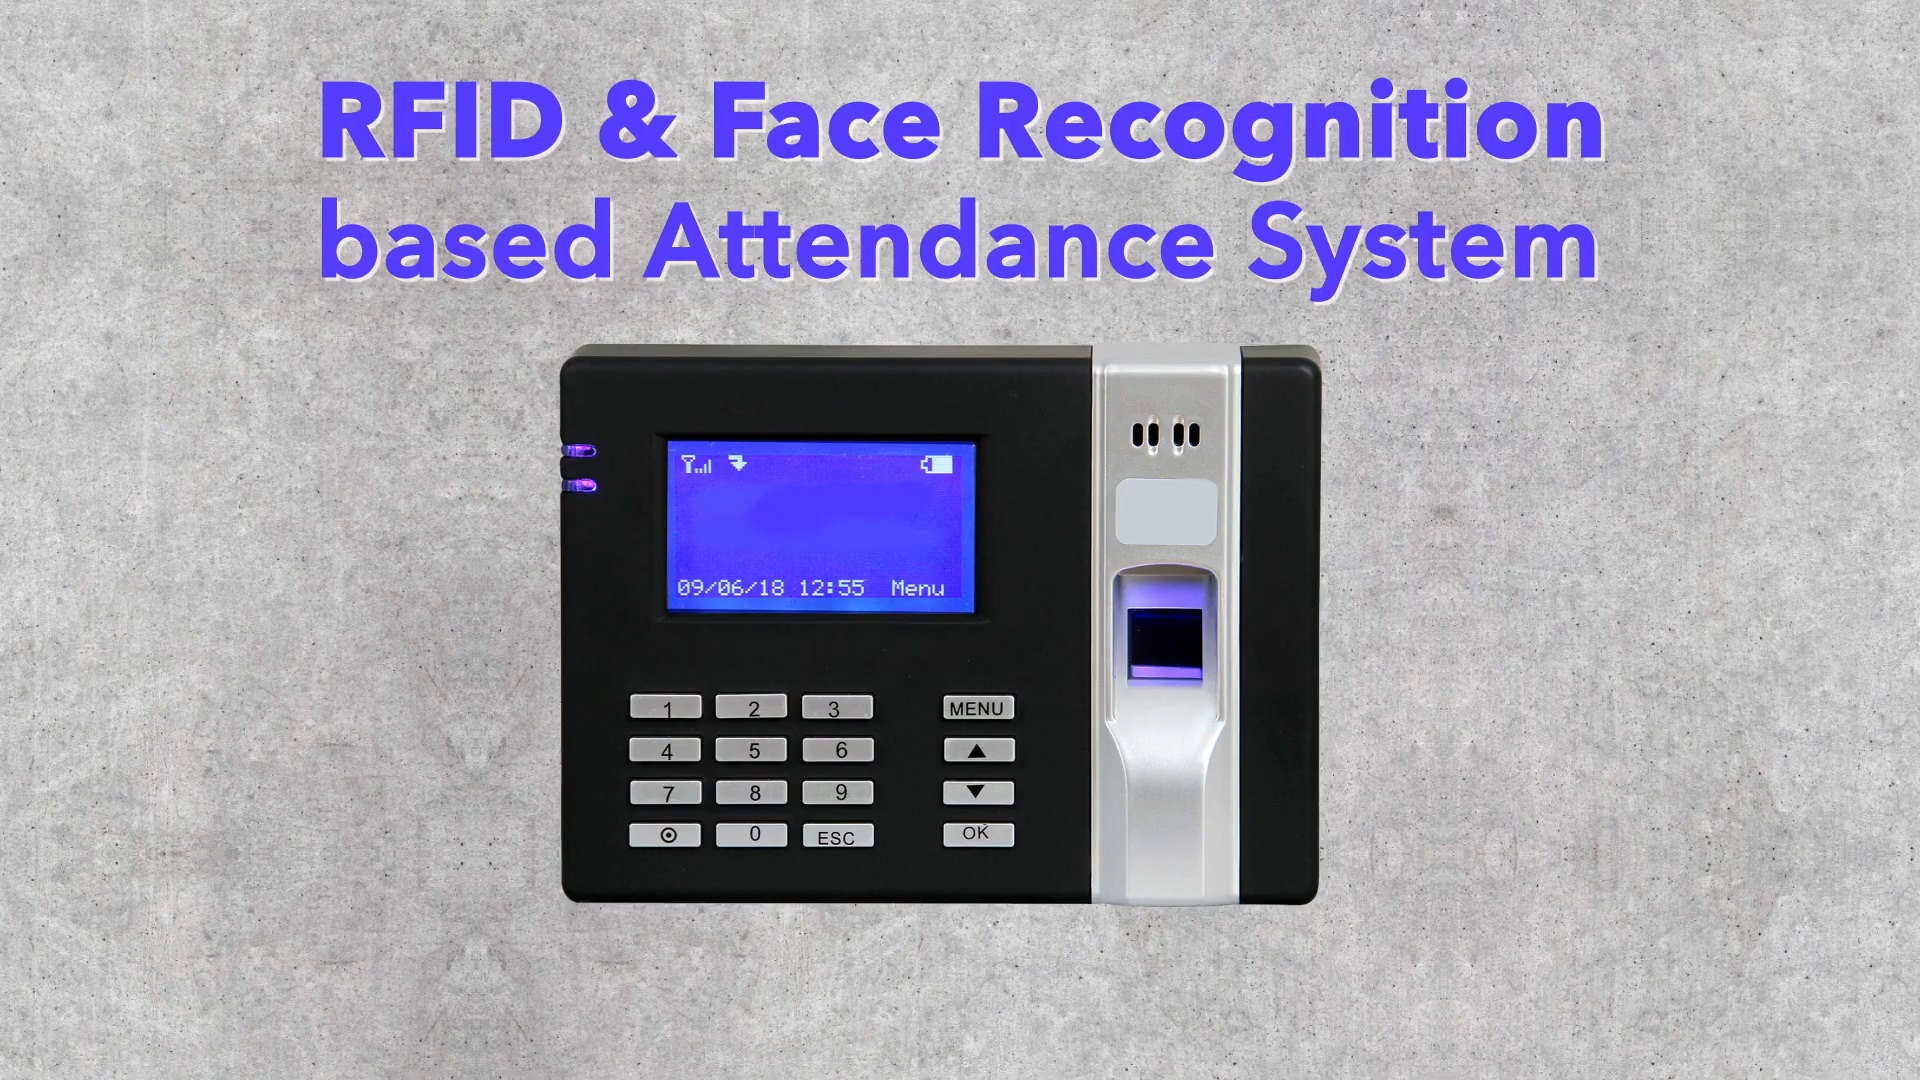 RFID & Face Recognition
based Attendance System
09/06/18 12:55 Menu
1 2 3 MENU
4 5 6 ▲
7 8 9 ▼
0 ESC OK